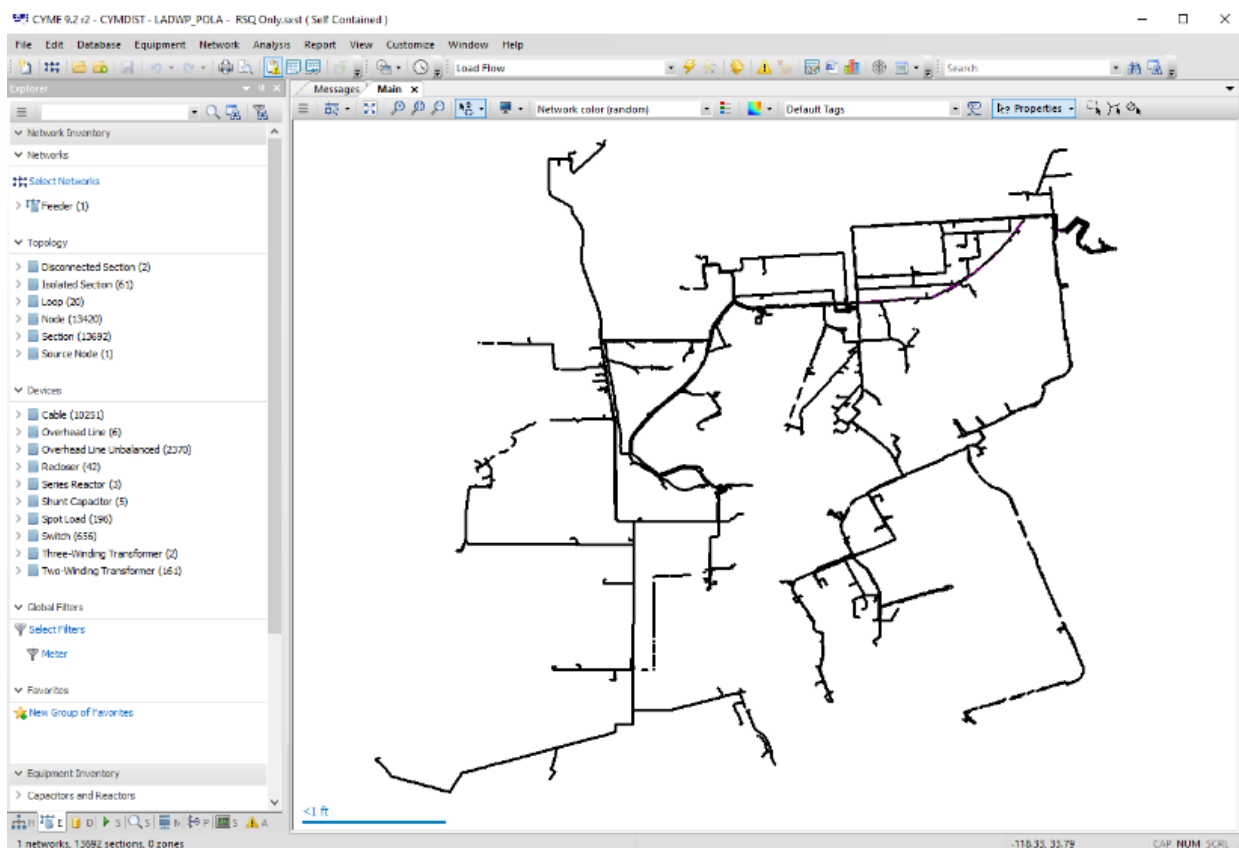 CYME 9.2 r2 - CYMDIST - LADWP_POLA - RSQ Only.sxst ( Self Contained )
File Edit Database Equipment Network Analysis Report View Customize Window Help
Load Flow Search
Explorer Messages Main
Network color (random) Default Tags Properties
Network Inventory
Networks
Select Networks
Feeder (1)
Topology
Disconnected Section (2)
Isolated Section (61)
Loop (20)
Node (13420)
Section (13692)
Source Node (1)
Devices
Cable (10251)
Overhead Line (6)
Overhead Line Unbalanced (2370)
Recloser (42)
Series Reactor (3)
Shunt Capacitor (5)
Spot Load (196)
Switch (656)
Three-Winding Transformer (2)
Two-Winding Transformer (161)
Global Filters
Select Filters
Meter
Favorites
New Group of Favorites
Equipment Inventory
Capacitors and Reactors
<1 ft
E D S S P S A
1 networks, 13692 sections, 0 zones -118.33, 33.79 CAP NUM SCRL